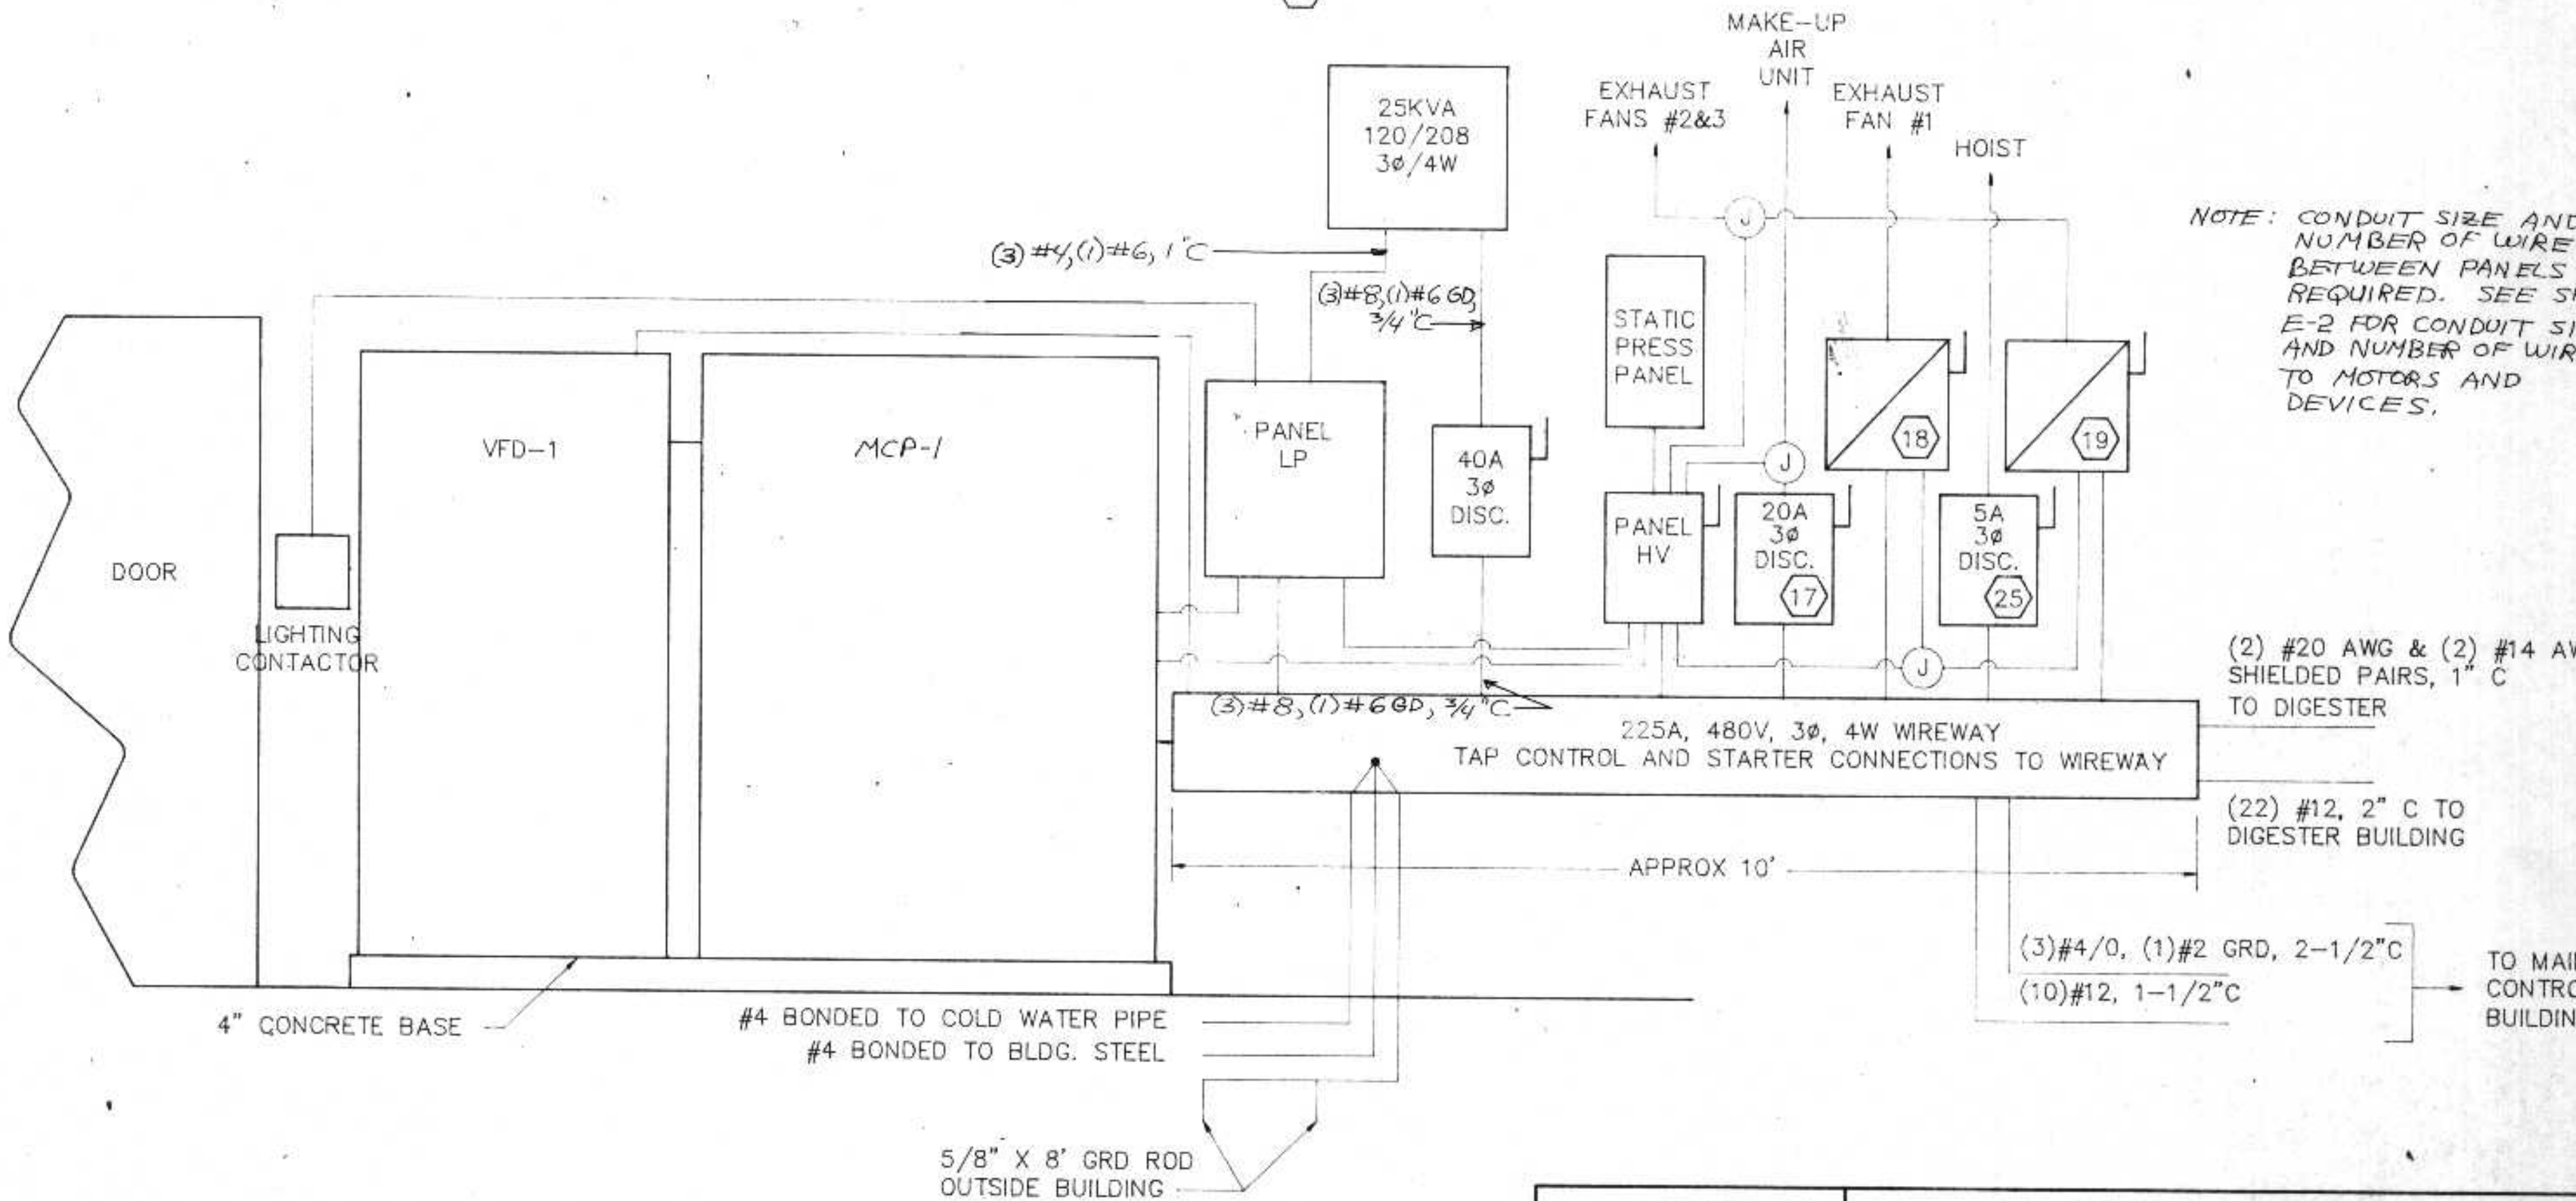 MAKE-UP
AIR
UNIT
EXHAUST
FANS #2&3
EXHAUST
FAN #1
HOIST
25KVA
120/208
3ø/4W
J
(3) #4, (1) #6, 1"C
(3)#8, (1)#6 GD,
3/4"C
NOTE: CONDUIT SIZE AND
NUMBER OF WIRE
BETWEEN PANELS
REQUIRED. SEE
E-2 FOR CONDUIT
AND NUMBER OF
TO MOTORS AND
DEVICES.
STATIC
PRESS
PANEL
VFD-1
MCP-1
PANEL
LP
40A
3ø
DISC.
J
18
19
PANEL
HV
20A
3ø
DISC.
17
5A
3ø
DISC.
25
DOOR
LIGHTING
CONTACTOR
J
(2) #20 AWG & (2) #14
SHIELDED PAIRS, 1" C
TO DIGESTER
(3)#8, (1)#6 GD, 3/4"C
225A, 480V, 3ø, 4W WIREWAY
TAP CONTROL AND STARTER CONNECTIONS TO WIREWAY
(22) #12, 2" C TO
DIGESTER BUILDING
APPROX 10'
(3)#4/0, (1)#2 GRD, 2-1/2"C
(10)#12, 1-1/2"C
TO
4" CONCRETE BASE
#4 BONDED TO COLD WATER PIPE
#4 BONDED TO BLDG. STEEL
5/8" X 8' GRD ROD
OUTSIDE BUILDING